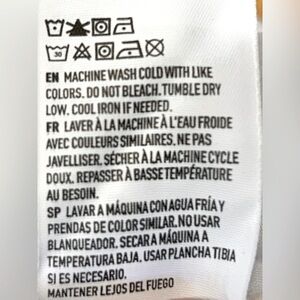 30
EN MACHINE WASH COLD WITH LIKE
COLORS. DO NOT BLEACH. TUMBLE DRY
LOW. COOL IRON IF NEEDED.
FR LAVER À LA MACHINE À L'EAU FROIDE
AVEC COULEURS SIMILAIRES. NE PAS
JAVELLISER. SÉCHER À LA MACHINE CYCLE
DOUX. REPASSER À BASSE TEMPÉRATURE
AU BESOIN.
SP LAVAR A MÁQUINA CON AGUA FRÍA Y
PRENDAS DE COLOR SIMILAR. NO USAR
BLANQUEADOR. SECAR A MÁQUINA A
TEMPERATURA BAJA. USAR PLANCHA TIBIA
SI ES NECESARIO.
MANTENER LEJOS DEL FUEGO